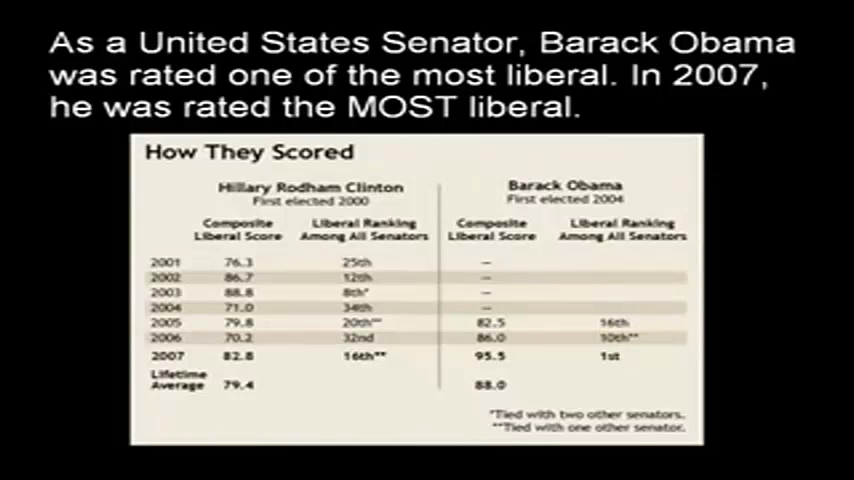 As a United States Senator, Barack Obama
was rated one of the most liberal. In 2007,
he was rated the MOST liberal.
How They Scored
Hillary Rodham Clinton Barack Obama
First elected 2000 First elected 2004
Composite Liberal Ranking Composite Liberal Ranking
Liberal Score Among All Senators Liberal Score Among All Senators
2001 76.3 25th –
2002 86.7 12th –
2003 88.8 8th* –
2004 71.0 34th –
2005 79.8 20th** 82.5 16th
2006 70.2 32nd 86.0 10th**
2007 82.8 16th** 95.5 1st
Lifetime
Average 79.4 88.0
*Tied with two other senators.
**Tied with one other senator.